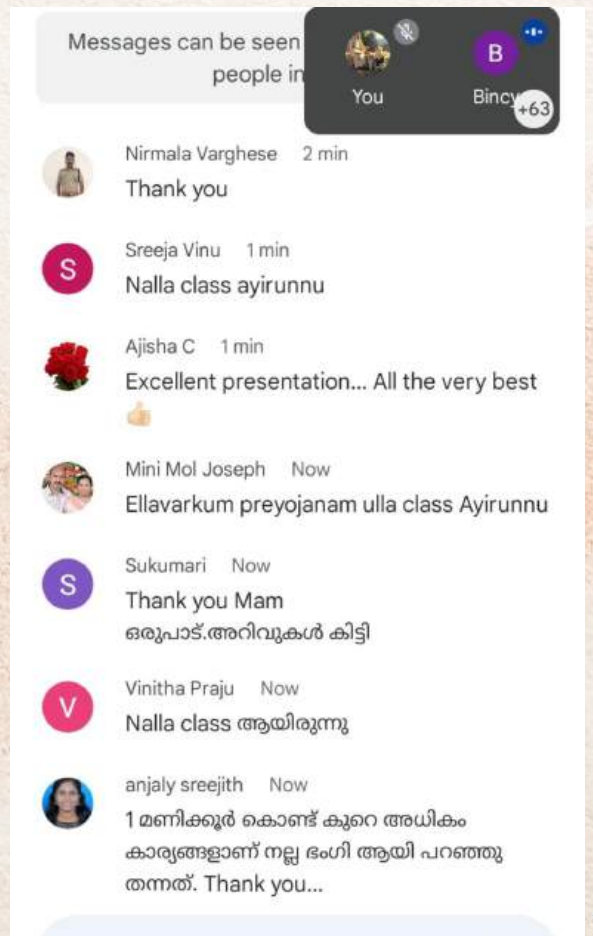 Messages can be seen
people in
You
B
Bincy
+63
Nirmala Varghese 2 min
Thank you
S
Sreeja Vinu 1 min
Nalla class ayirunnu
Ajisha C 1 min
Excellent presentation... All the very best
👍🏻
Mini Mol Joseph Now
Ellavarkum preyojanam ulla class Ayirunnu
S
Sukumari Now
Thank you Mam
ഒരുപാട്.അറിവുകൾ കിട്ടി
V
Vinitha Praju Now
Nalla class ആയിരുന്നു
anjaly sreejith Now
1 മണിക്കൂർ കൊണ്ട് കുറെ അധികം
കാര്യങ്ങളാണ് നല്ല ഭംഗി ആയി പറഞ്ഞു
തന്നത്. Thank you...